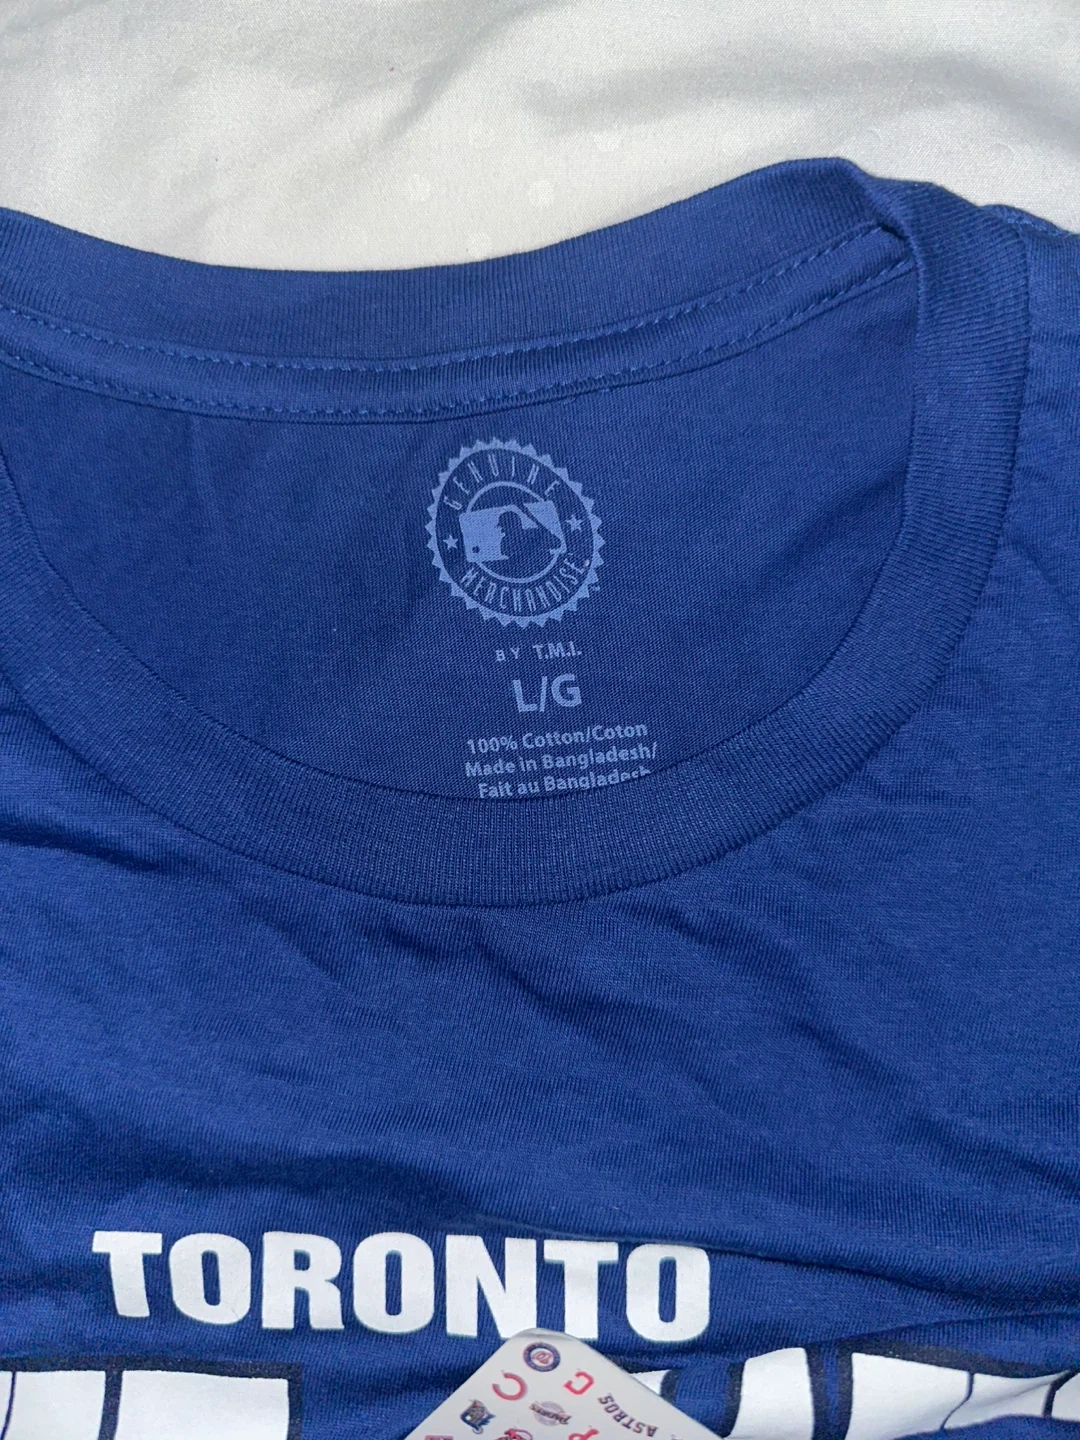 GENUINE
MERCHANDISE
BY T.M.I.
L/G
100% Cotton/Coton
Made in Bangladesh/
Fait au Bangladesh
TORONTO
C
C
ASTROS
P